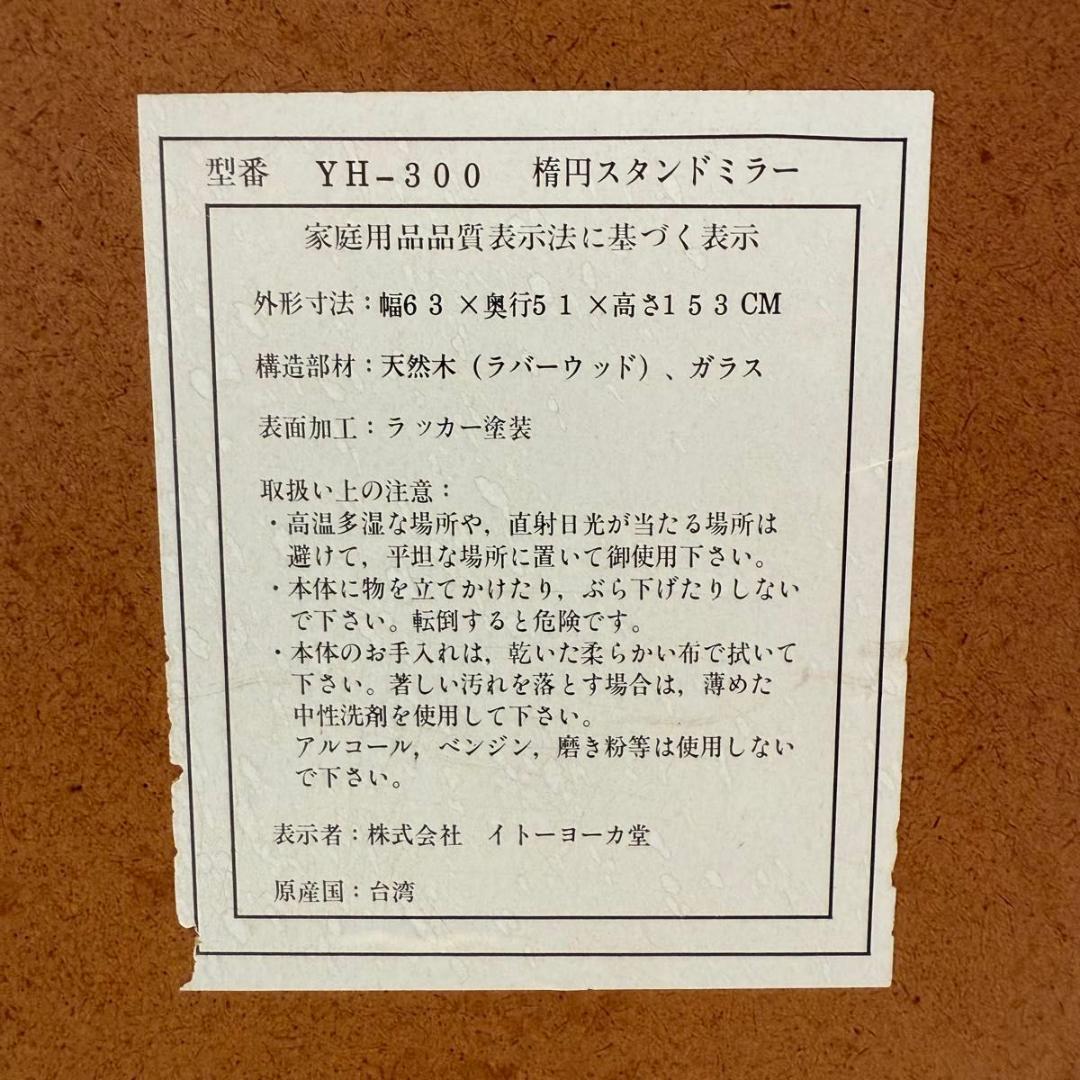 型番　ＹＨ－３００　楕円スタンドミラー
家庭用品品質表示法に基づく表示
外形寸法：幅６３×奥行５１×高さ１５３CM
構造部材：天然木（ラバーウッド）、ガラス
表面加工：ラッカー塗装
取扱い上の注意：
・高温多湿な場所や，直射日光が当たる場所は
避けて，平坦な場所に置いて御使用下さい。
・本体に物を立てかけたり，ぶら下げたりしない
で下さい。転倒すると危険です。
・本体のお手入れは，乾いた柔らかい布で拭いて
下さい。著しい汚れを落とす場合は，薄めた
中性洗剤を使用して下さい。
アルコール，ベンジン，磨き粉等は使用しない
で下さい。
表示者：株式会社　イトーヨーカ堂
原産国：台湾